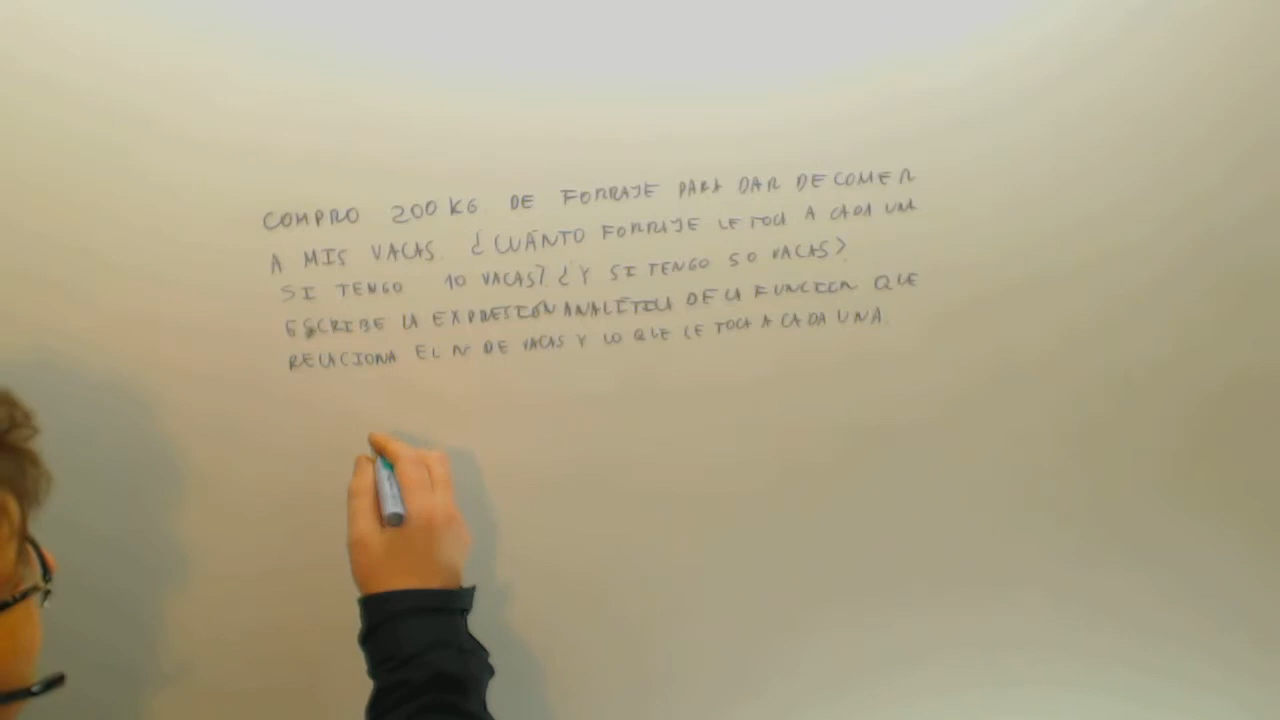 COMPRO 200 KG. DE FORRAJE PARA DAR DE COMER
A MIS VACAS. ¿CUÁNTO FORRAJE LE TOCA A CADA UNA
SI TENGO 10 VACAS? ¿Y SI TENGO 50 VACAS?
ESCRIBE LA EXPRESIÓN ANALÍTICA DE LA FUNCIÓN QUE
RELACIONA EL Nº DE VACAS Y LO QUE LE TOCA A CADA UNA.